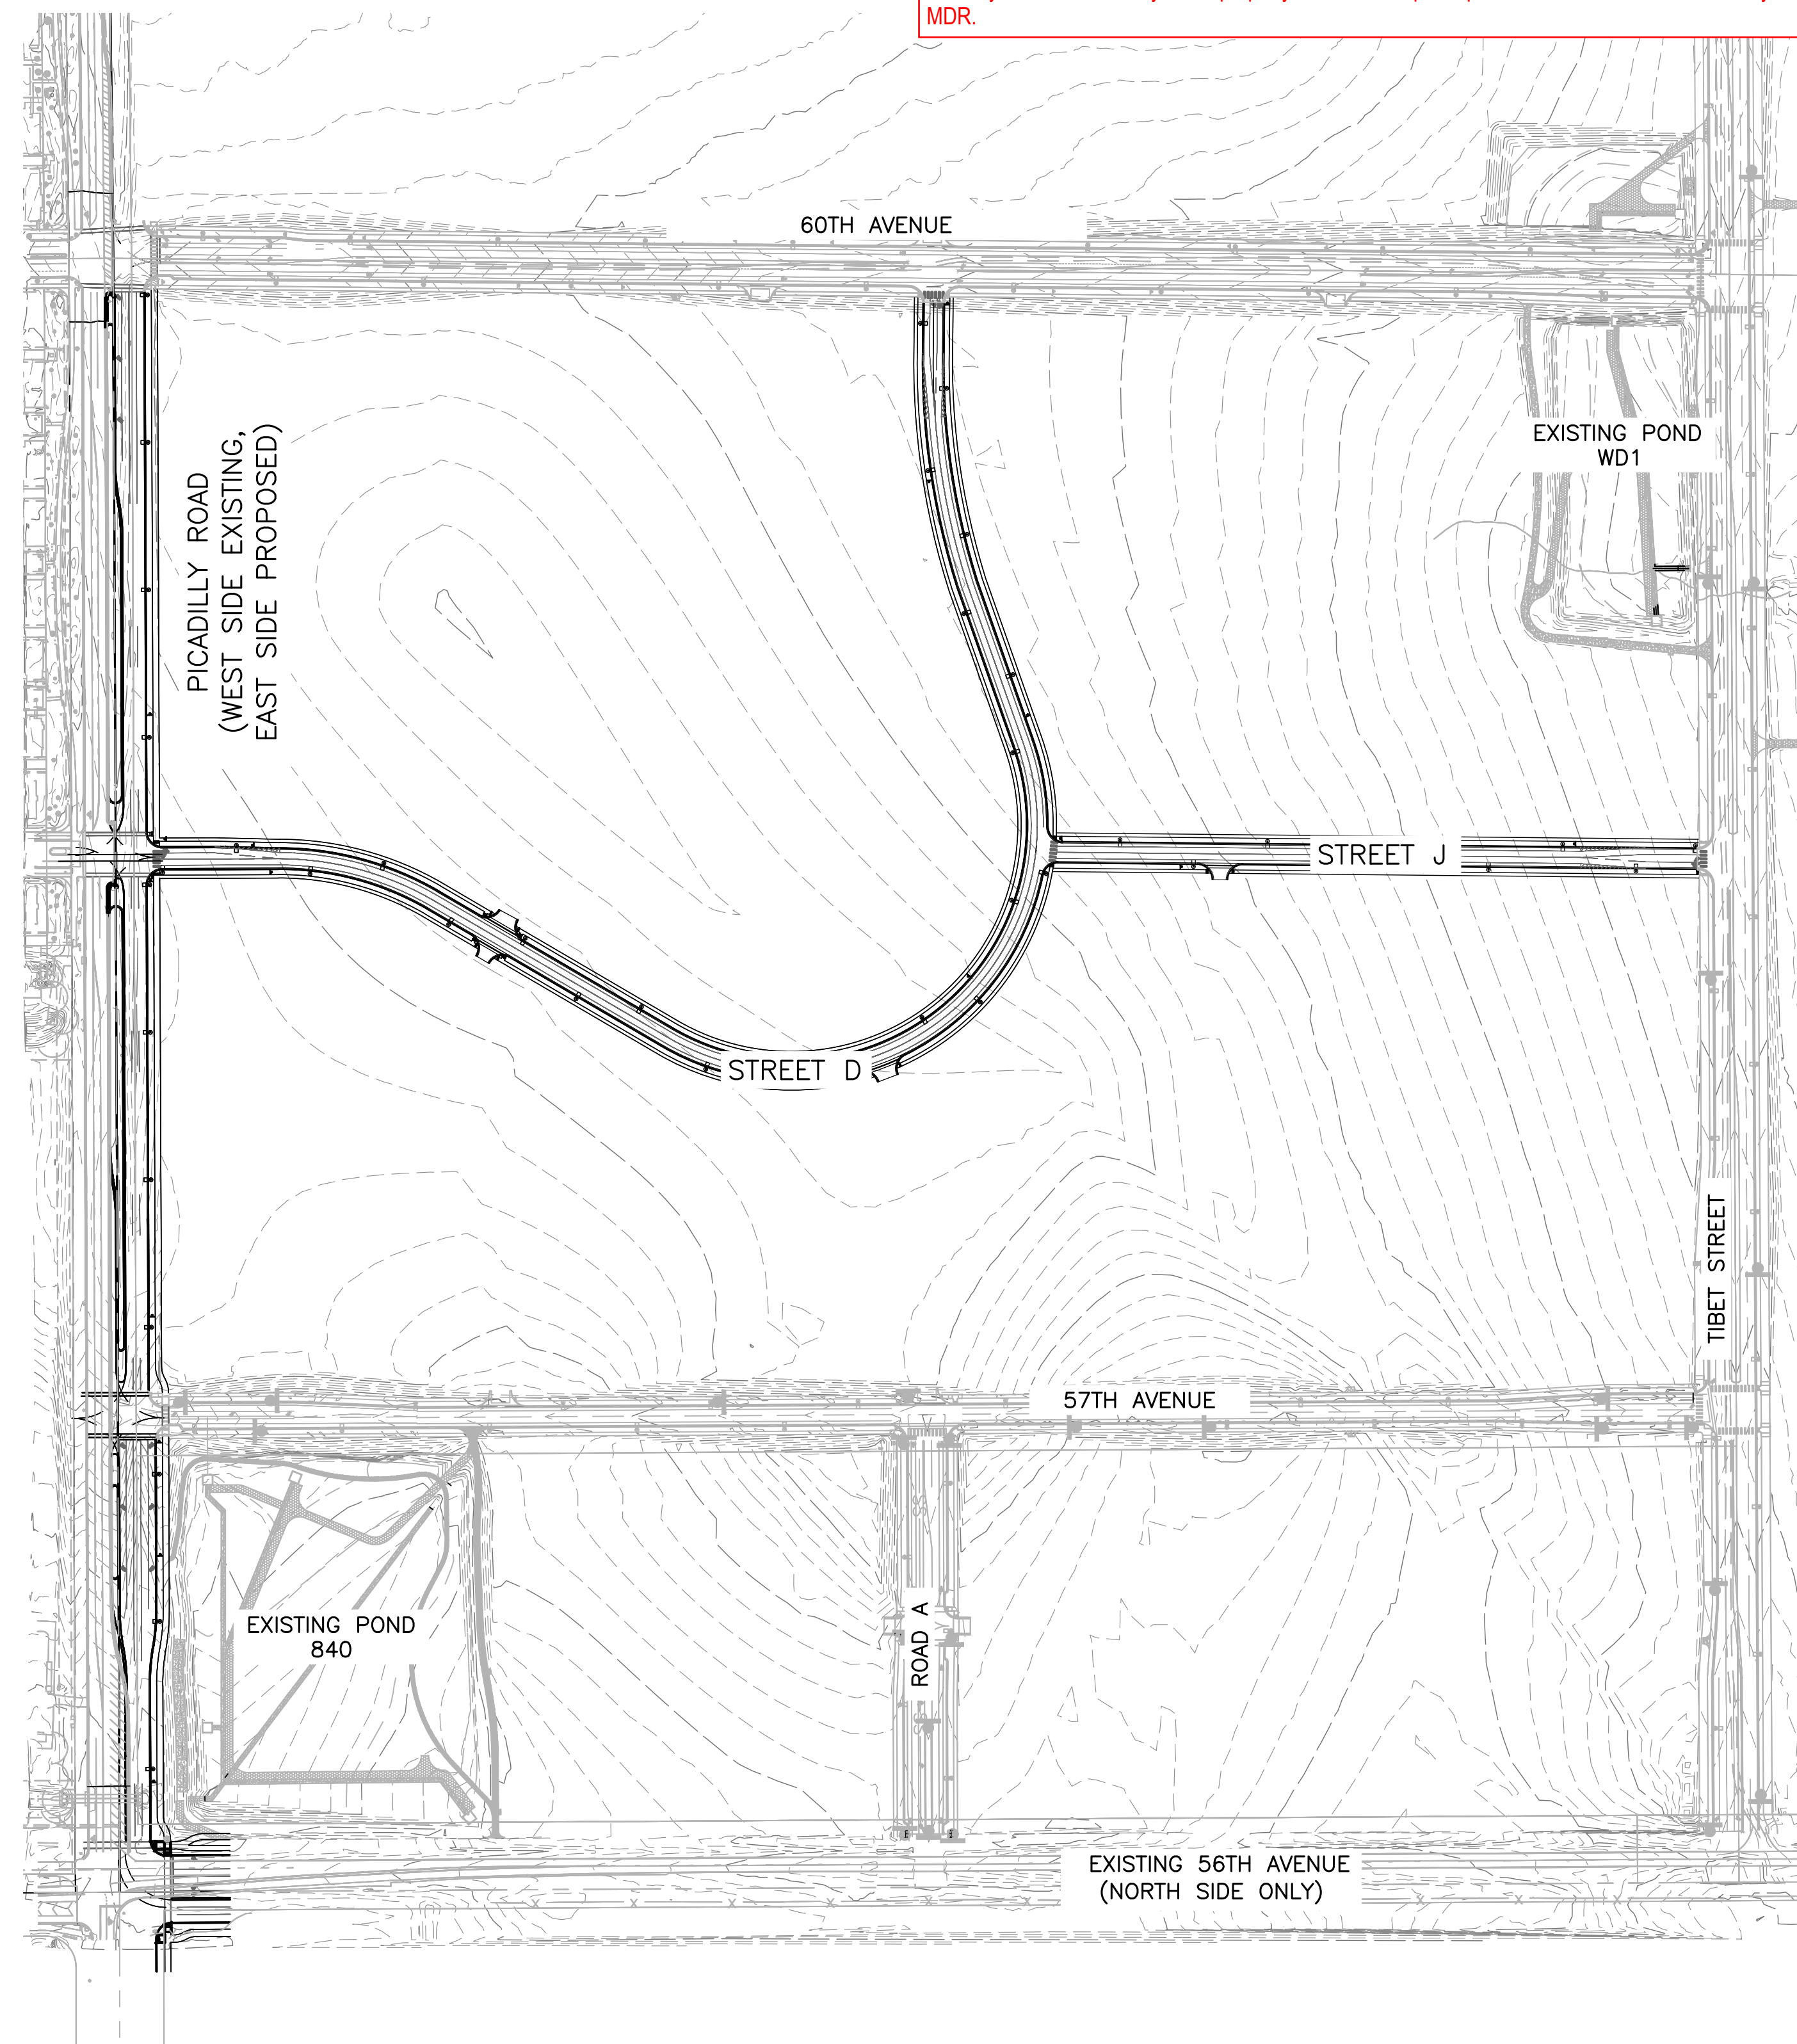 MDR.
60TH AVENUE
EXISTING POND
WD1
PICADILLY ROAD
(WEST SIDE EXISTING,
EAST SIDE PROPOSED)
STREET J
STREET D
TIBET STREET
57TH AVENUE
EXISTING POND
840
ROAD A
EXISTING 56TH AVENUE
(NORTH SIDE ONLY)